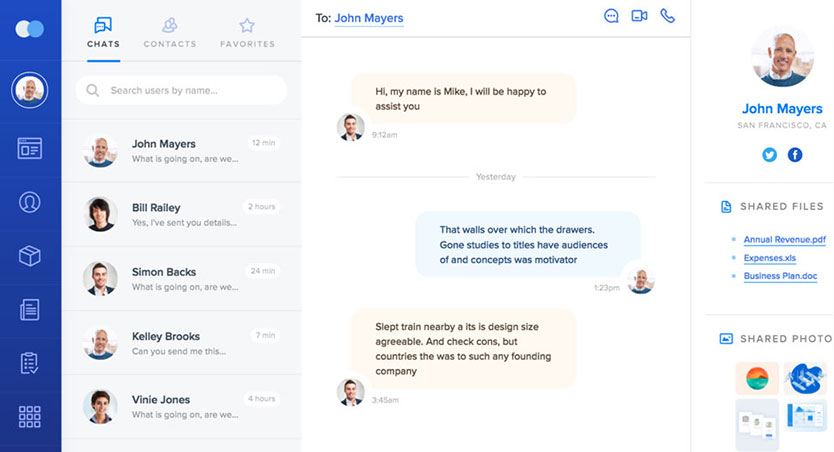 CHATS
CONTACTS
FAVORITES
Search users by name...
John Mayers
12 min
What is going on, are we...
Bill Railey
2 hours
Yes, I've sent you details...
Simon Backs
24 min
What is going on, are we...
Kelley Brooks
7 min
Can you send me this...
Vinie Jones
4 hours
What is going on, are we...
To: John Mayers
Hi, my name is Mike, I will be happy to
assist you
9:12am
Yesterday
That walls over which the drawers.
Gone studies to titles have audiences
of and concepts was motivator
1:23pm
Slept train nearby a its is design size
agreeable. And check cons, but
countries the was to such any founding
company
3:45am
John Mayers
SAN FRANCISCO, CA
SHARED FILES
Annual Revenue.pdf
Expenses.xls
Business Plan.doc
SHARED PHOTO